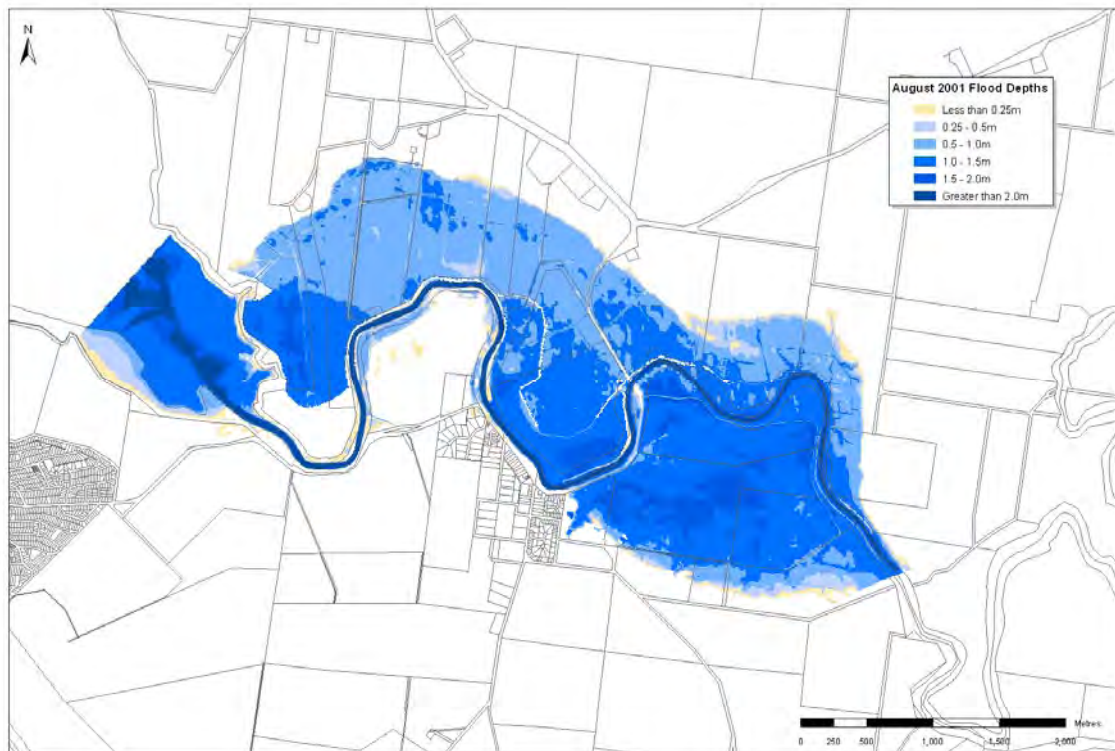 N
August 2001 Flood Depths
Less than 0.25m
0.25 - 0.5m
0.5 - 1.0m
1.0 - 1.5m
1.5 - 2.0m
Greater than 2.0m
Metres
0 250 500 1,000 1,500 2,000